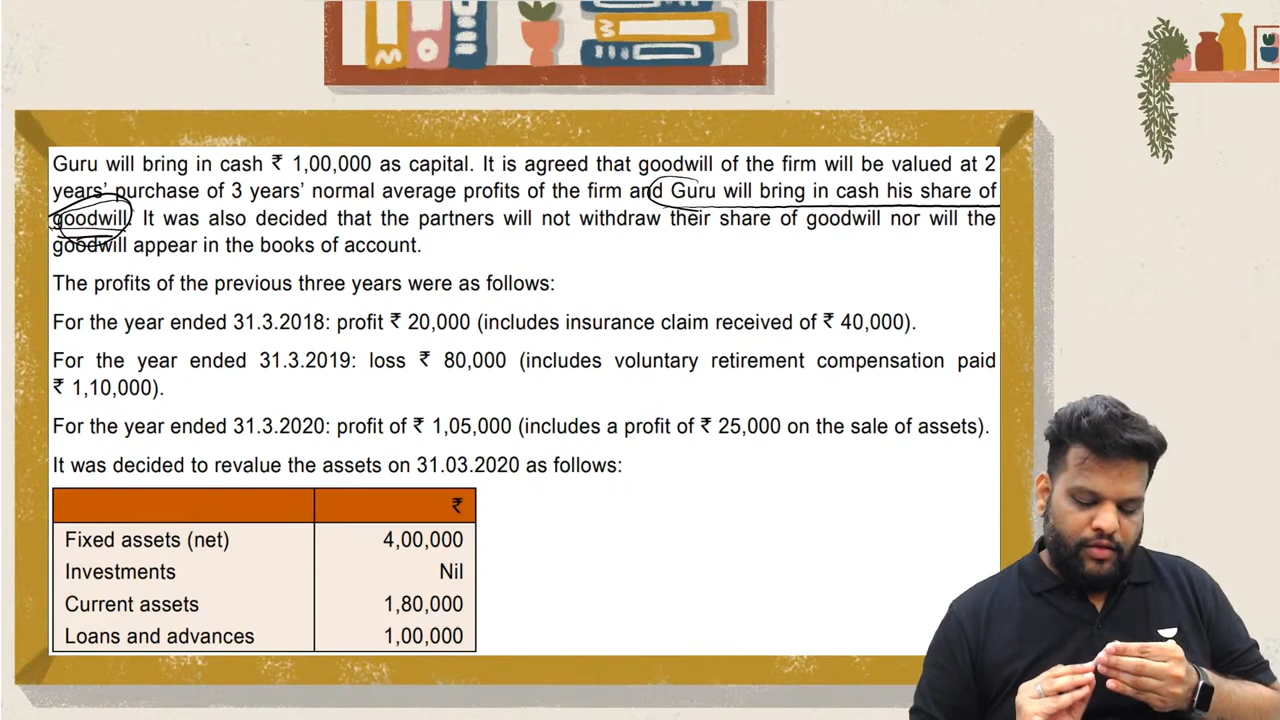 Guru will bring in cash ₹ 1,00,000 as capital. It is agreed that goodwill of the firm will be valued at 2
years' purchase of 3 years' normal average profits of the firm and Guru will bring in cash his share of
goodwill. It was also decided that the partners will not withdraw their share of goodwill nor will the
goodwill appear in the books of account.
The profits of the previous three years were as follows:
For the year ended 31.3.2018: profit ₹ 20,000 (includes insurance claim received of ₹ 40,000).
For the year ended 31.3.2019: loss ₹ 80,000 (includes voluntary retirement compensation paid
₹ 1,10,000).
For the year ended 31.3.2020: profit of ₹ 1,05,000 (includes a profit of ₹ 25,000 on the sale of assets).
It was decided to revalue the assets on 31.03.2020 as follows:
₹
Fixed assets (net) 4,00,000
Investments Nil
Current assets 1,80,000
Loans and advances 1,00,000